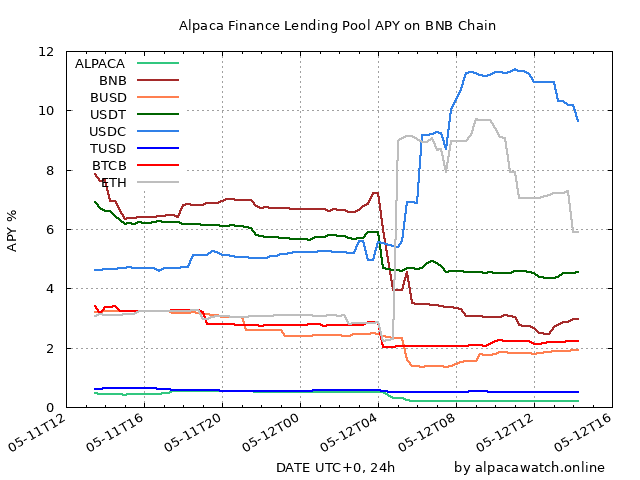 Alpaca Finance Lending Pool APY on BNB Chain
12
10
8
6
4
2
0
APY %
ALPACA
BNB
BUSD
USDT
USDC
TUSD
BTCB
ETH
05-11T12
05-11T16
05-11T20
05-12T00
05-12T04
05-12T08
05-12T12
05-12T16
DATE UTC+0, 24h
by alpacawatch.online